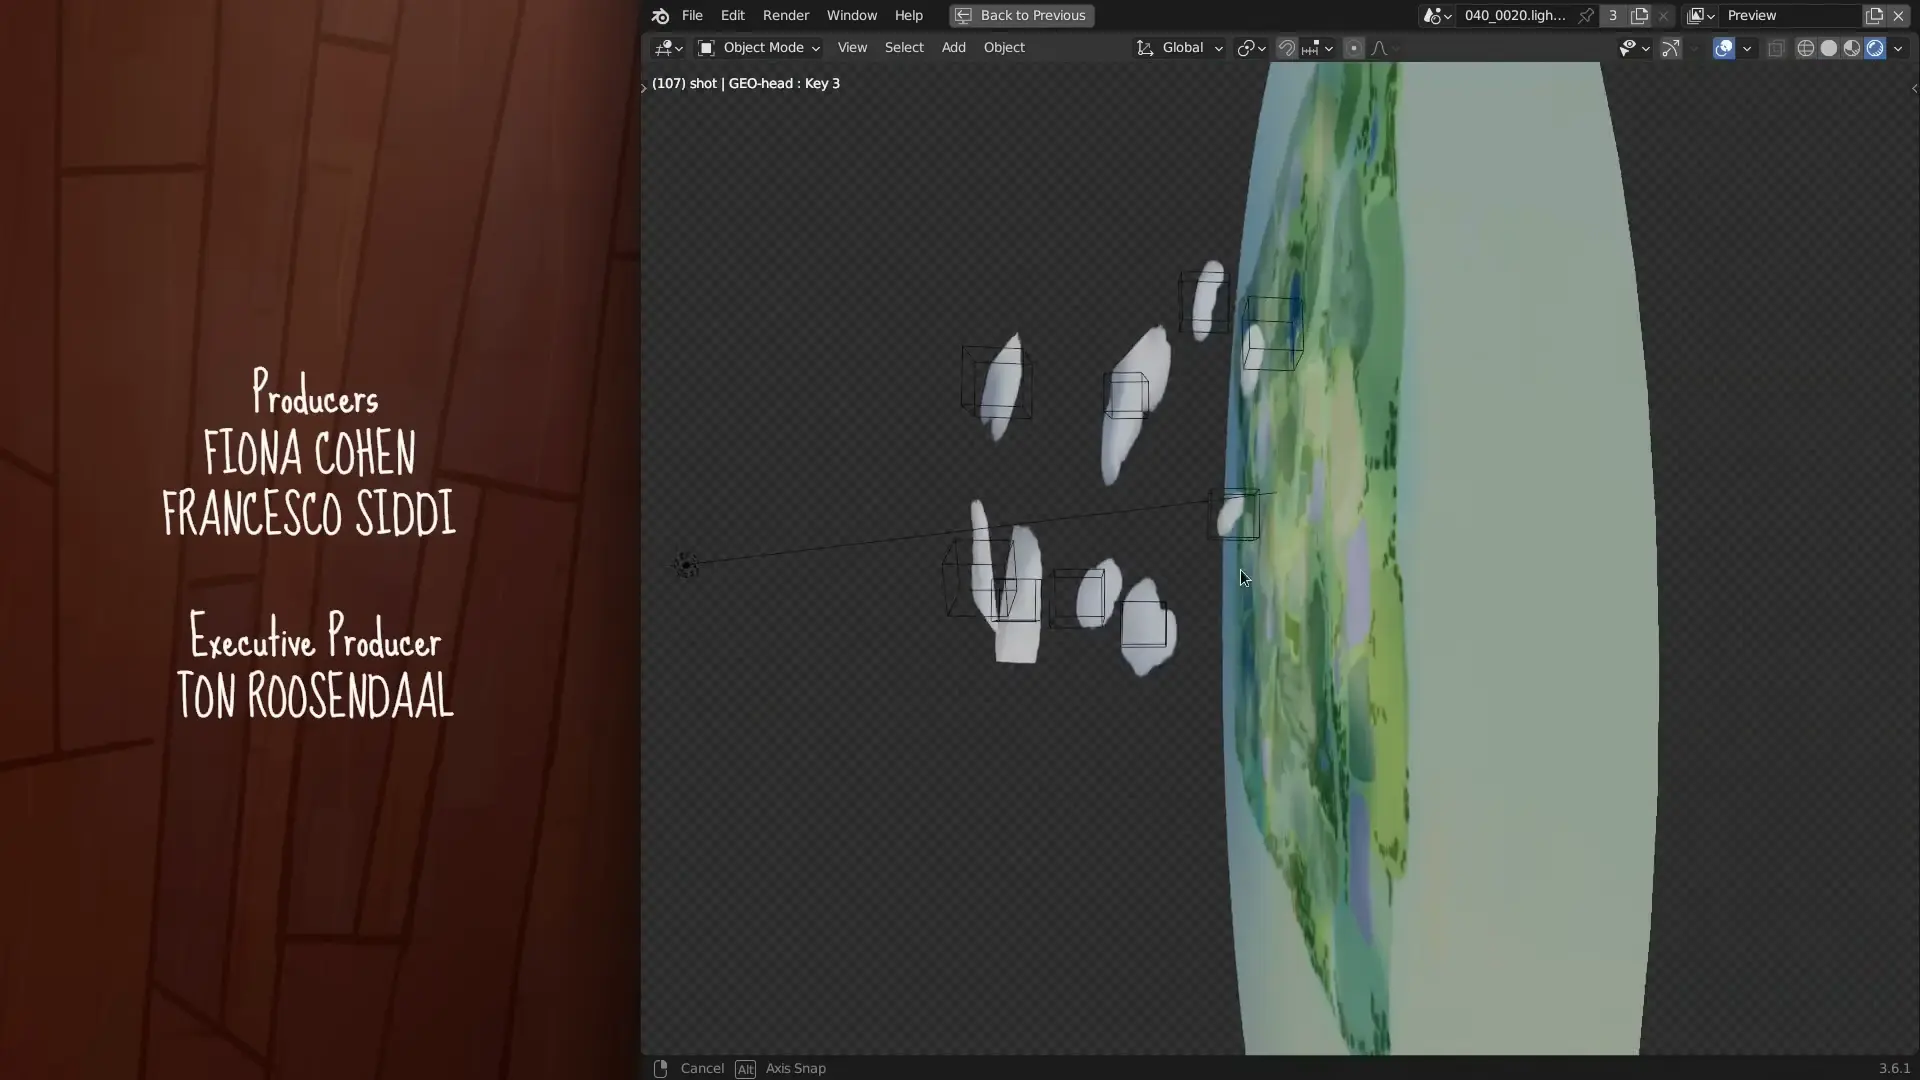 File Edit Render Window Help Back to Previous 040_0020.ligh... 3 Preview
Object Mode View Select Add Object Global
(107) shot | GEO-head : Key 3
Producers
FIONA COHEN
FRANCESCO SIDDI
Executive Producer
TON ROOSENDAAL
Cancel Alt Axis Snap 3.6.1